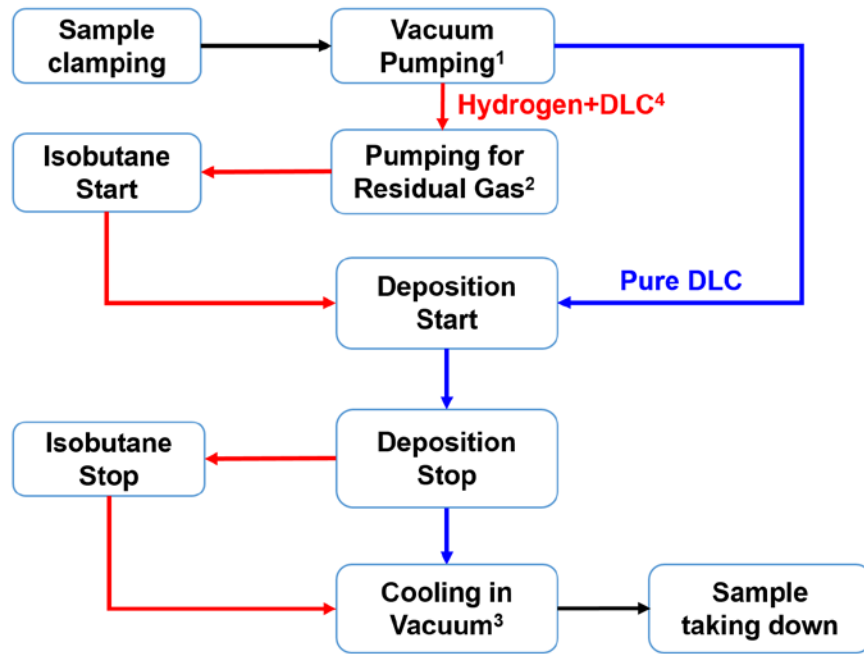 Sample
clamping
Vacuum
Pumping¹
Hydrogen+DLC⁴
Isobutane
Start
Pumping for
Residual Gas²
Deposition
Start
Pure DLC
Isobutane
Stop
Deposition
Stop
Cooling in
Vacuum³
Sample
taking down